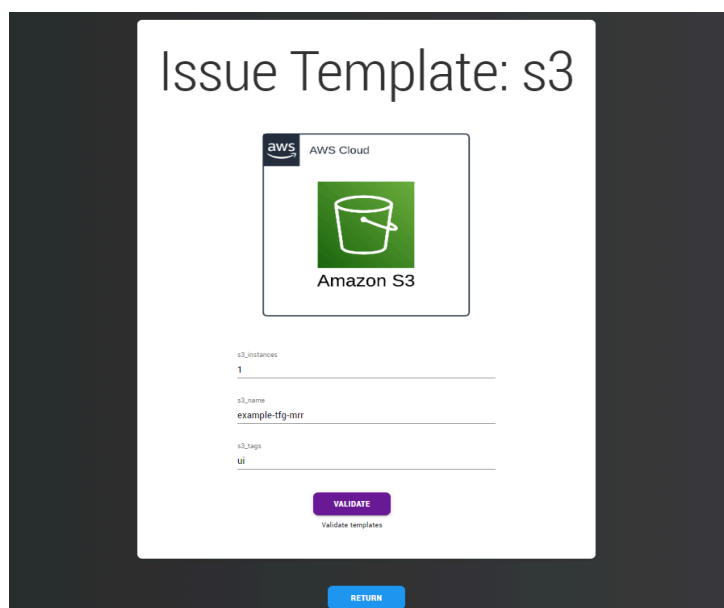 Issue Template: s3
aws
AWS Cloud
Amazon S3
s3_instances
1
s3_name
example-tfg-mrr
s3_tags
ui
VALIDATE
Validate templates
RETURN